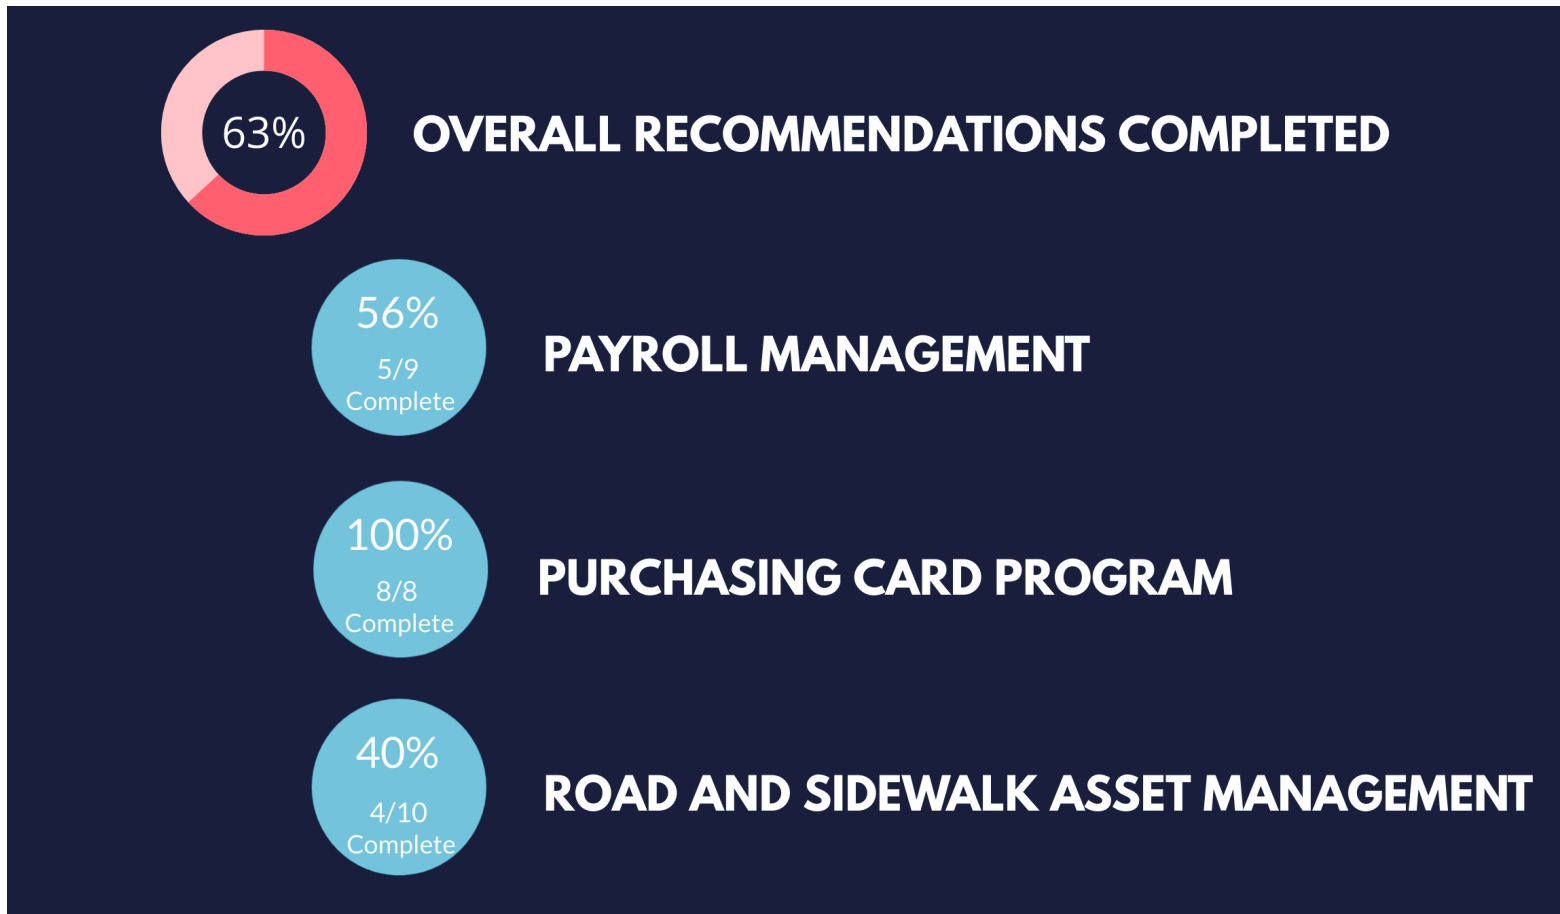 63%
OVERALL RECOMMENDATIONS COMPLETED
56%
5/9
Complete
PAYROLL MANAGEMENT
100%
8/8
Complete
PURCHASING CARD PROGRAM
40%
4/10
Complete
ROAD AND SIDEWALK ASSET MANAGEMENT